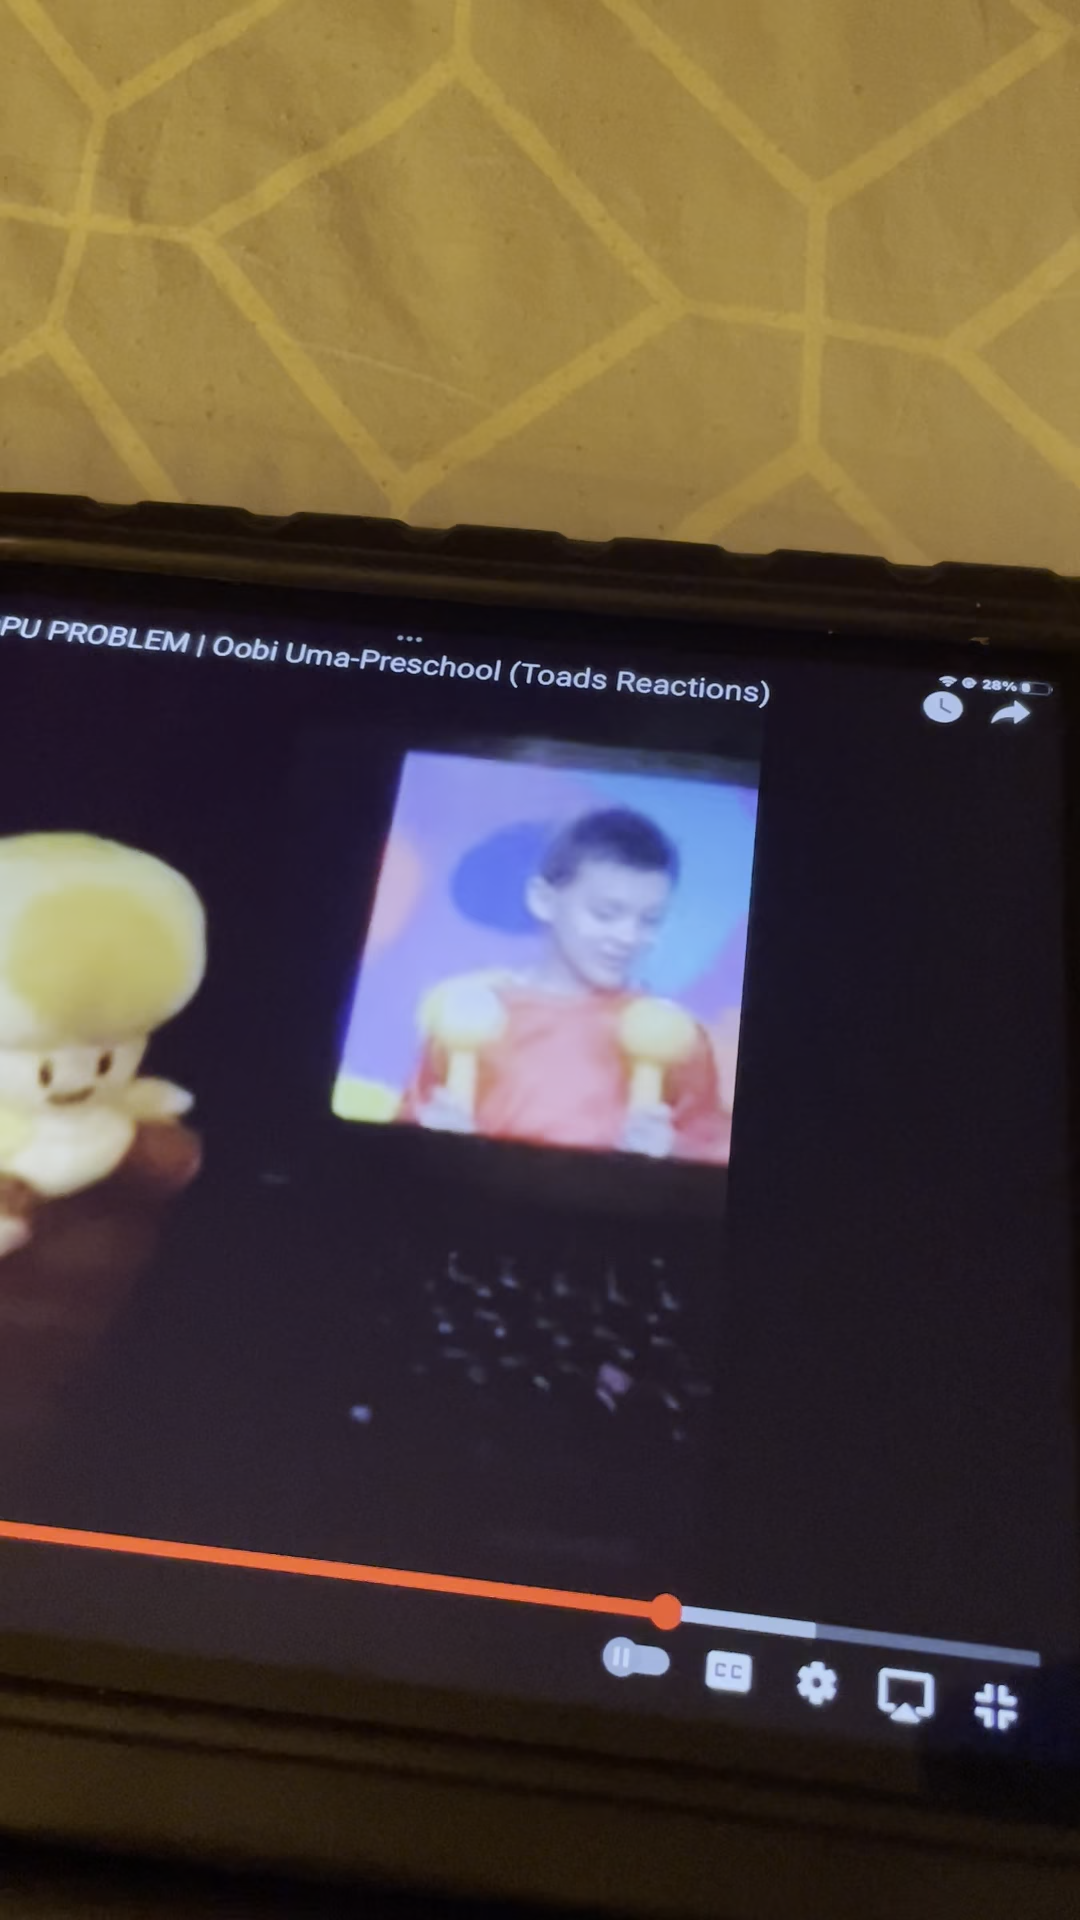 PU PROBLEM | Oobi Uma-Preschool (Toads Reactions)
28%
CC